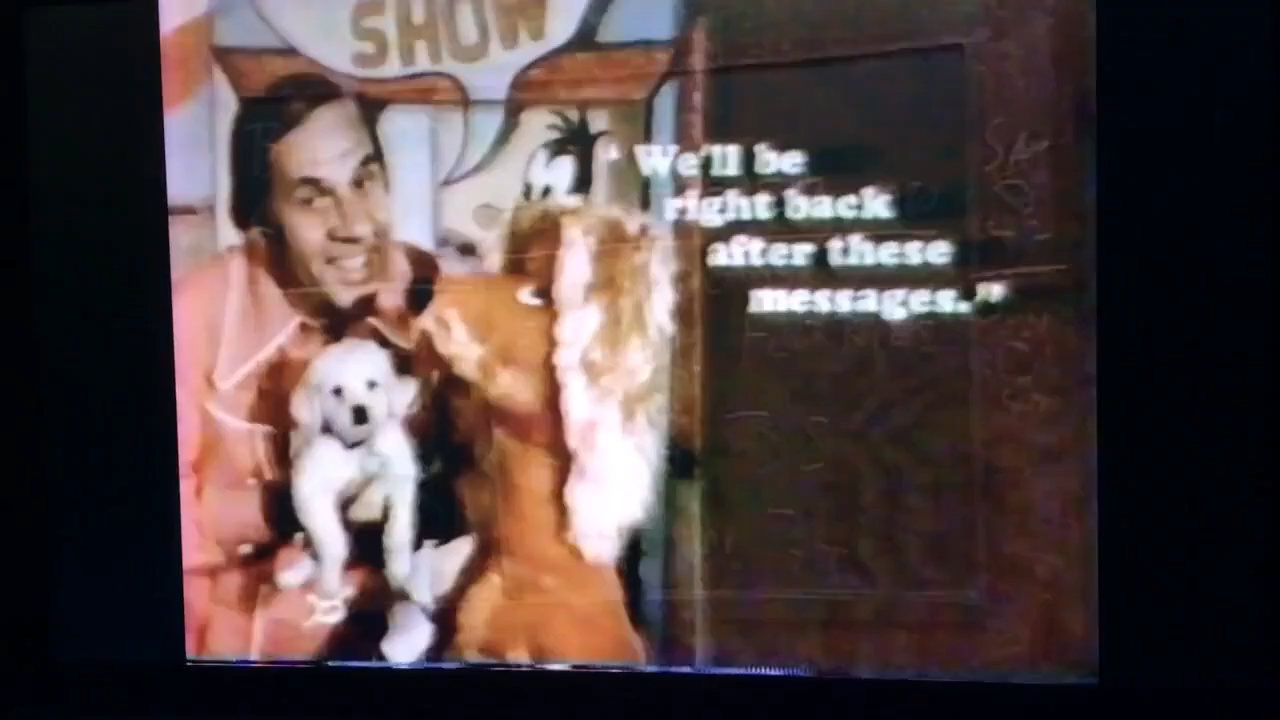 SHOW
"We'll be
right back
after these
messages."